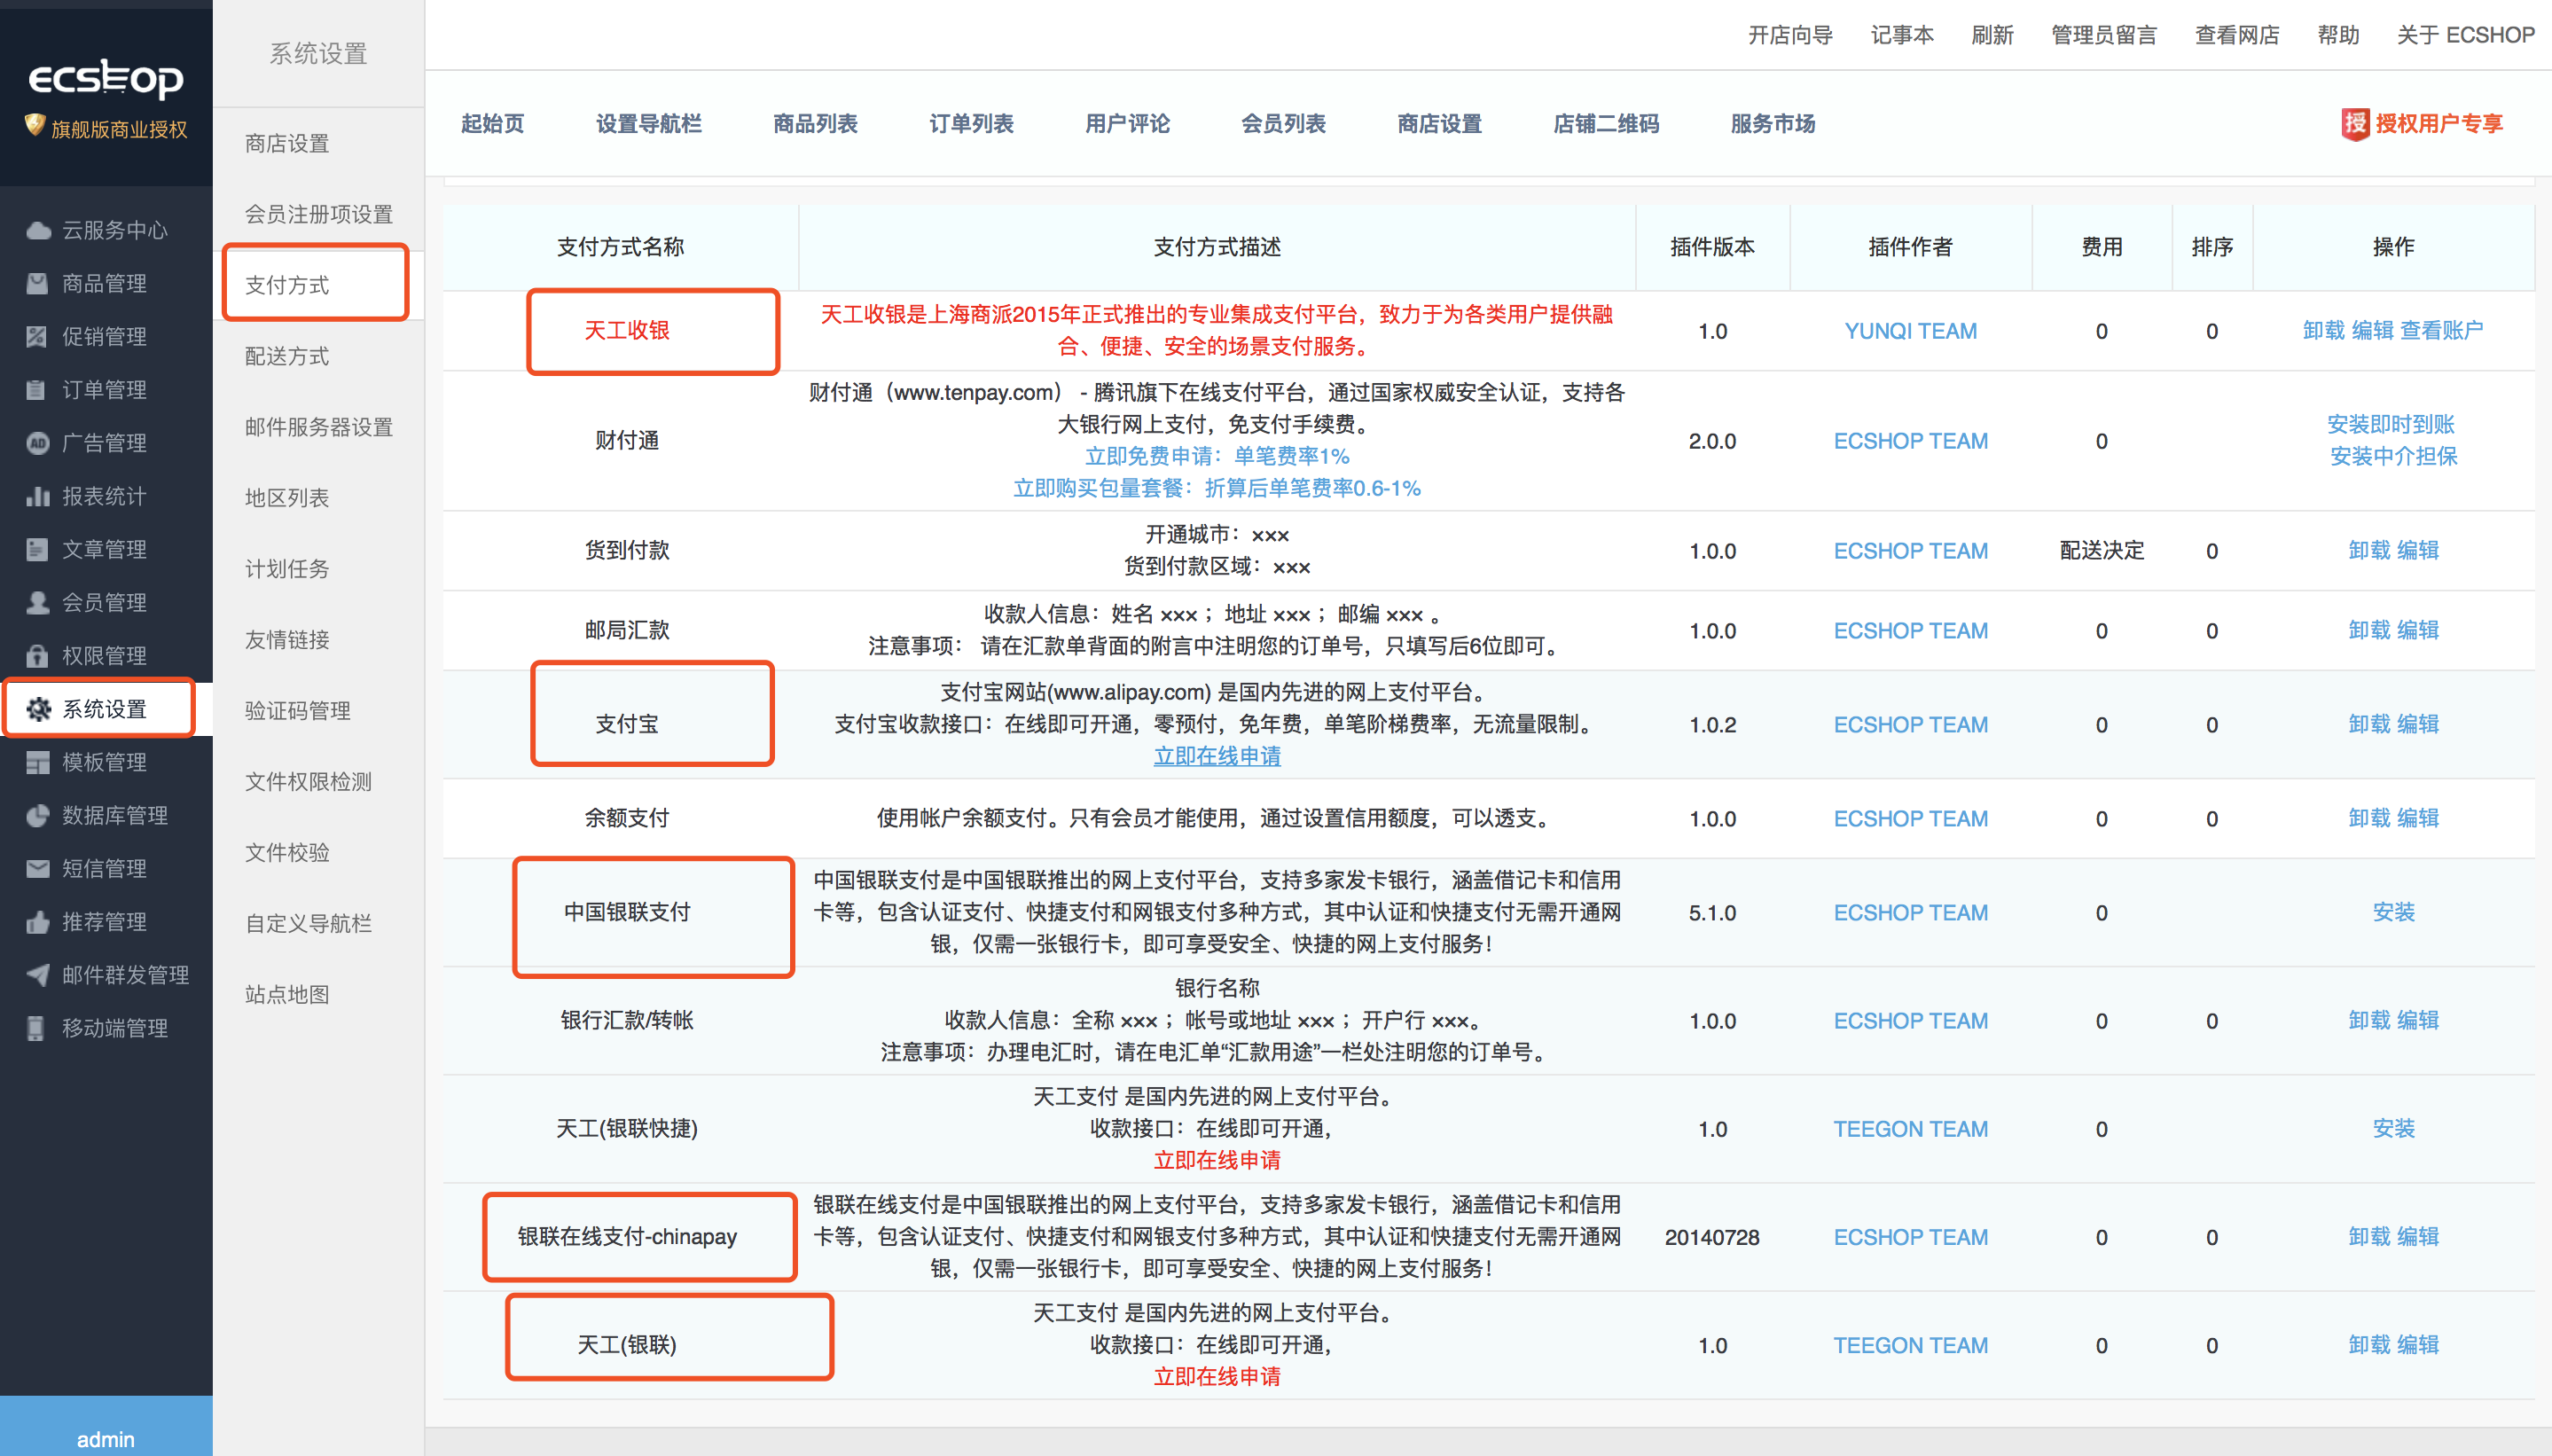 ecshop
旗舰版商业授权
云服务中心
商品管理
促销管理
订单管理
AD 广告管理
报表统计
文章管理
会员管理
权限管理
系统设置
模板管理
数据库管理
短信管理
推荐管理
邮件群发管理
移动端管理
admin
系统设置
商店设置
会员注册项设置
支付方式
配送方式
邮件服务器设置
地区列表
计划任务
友情链接
验证码管理
文件权限检测
文件校验
自定义导航栏
站点地图
开店向导 记事本 刷新 管理员留言 查看网店 帮助 关于 ECSHOP
起始页 设置导航栏 商品列表 订单列表 用户评论 会员列表 商店设置 店铺二维码 服务市场 授 授权用户专享
支付方式名称 支付方式描述 插件版本 插件作者 费用 排序 操作
天工收银 天工收银是上海商派2015年正式推出的专业集成支付平台，致力于为各类用户提供融
合、便捷、安全的场景支付服务。 1.0 YUNQI TEAM 0 0 卸载 编辑 查看账户
财付通 财付通（www.tenpay.com） - 腾讯旗下在线支付平台，通过国家权威安全认证，支持各
大银行网上支付，免支付手续费。
立即免费申请：单笔费率1%
立即购买包量套餐：折算后单笔费率0.6-1% 2.0.0 ECSHOP TEAM 0 安装即时到账
安装中介担保
货到付款 开通城市：×××
货到付款区域：××× 1.0.0 ECSHOP TEAM 配送决定 0 卸载 编辑
邮局汇款 收款人信息：姓名 ××× ；地址 ××× ；邮编 ××× 。
注意事项： 请在汇款单背面的附言中注明您的订单号，只填写后6位即可。 1.0.0 ECSHOP TEAM 0 0 卸载 编辑
支付宝 支付宝网站(www.alipay.com) 是国内先进的网上支付平台。
支付宝收款接口：在线即可开通，零预付，免年费，单笔阶梯费率，无流量限制。
立即在线申请 1.0.2 ECSHOP TEAM 0 0 卸载 编辑
余额支付 使用帐户余额支付。只有会员才能使用，通过设置信用额度，可以透支。 1.0.0 ECSHOP TEAM 0 0 卸载 编辑
中国银联支付 中国银联支付是中国银联推出的网上支付平台，支持多家发卡银行，涵盖借记卡和信用
卡等，包含认证支付、快捷支付和网银支付多种方式，其中认证和快捷支付无需开通网
银，仅需一张银行卡，即可享受安全、快捷的网上支付服务！ 5.1.0 ECSHOP TEAM 0 安装
银行汇款/转帐 银行名称
收款人信息：全称 ××× ；帐号或地址 ××× ；开户行 ×××。
注意事项：办理电汇时，请在电汇单“汇款用途”一栏处注明您的订单号。 1.0.0 ECSHOP TEAM 0 0 卸载 编辑
天工(银联快捷) 天工支付 是国内先进的网上支付平台。
收款接口：在线即可开通，
立即在线申请 1.0 TEEGON TEAM 0 安装
银联在线支付-chinapay 银联在线支付是中国银联推出的网上支付平台，支持多家发卡银行，涵盖借记卡和信用
卡等，包含认证支付、快捷支付和网银支付多种方式，其中认证和快捷支付无需开通网
银，仅需一张银行卡，即可享受安全、快捷的网上支付服务！ 20140728 ECSHOP TEAM 0 0 卸载 编辑
天工(银联) 天工支付 是国内先进的网上支付平台。
收款接口：在线即可开通，
立即在线申请 1.0 TEEGON TEAM 0 0 卸载 编辑